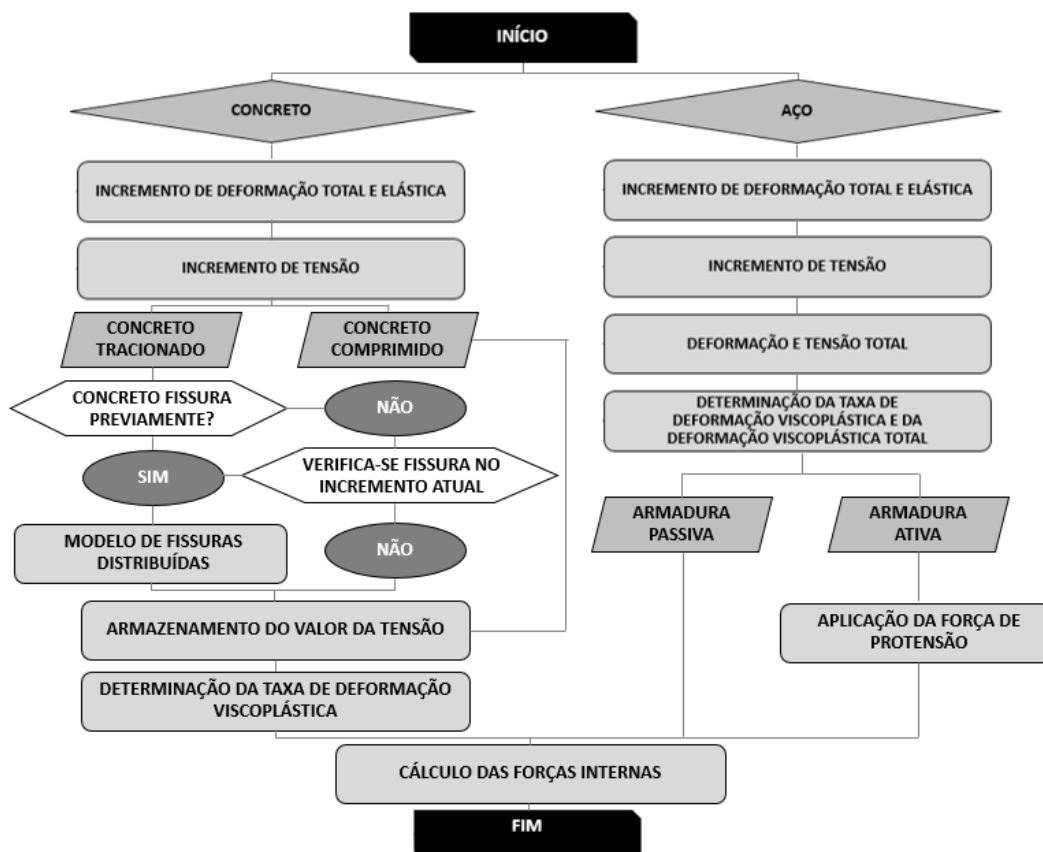 INÍCIO
CONCRETO
AÇO
INCREMENTO DE DEFORMAÇÃO TOTAL E ELÁSTICA
INCREMENTO DE DEFORMAÇÃO TOTAL E ELÁSTICA
INCREMENTO DE TENSÃO
INCREMENTO DE TENSÃO
CONCRETO
TRACIONADO
CONCRETO
COMPRIMIDO
DEFORMAÇÃO E TENSÃO TOTAL
CONCRETO FISSURA
PREVIAMENTE?
NÃO
DETERMINAÇÃO DA TAXA DE
DEFORMAÇÃO VISCOPLÁSTICA E DA
DEFORMAÇÃO VISCOPLÁSTICA TOTAL
SIM
VERIFICA-SE FISSURA NO
INCREMENTO ATUAL
ARMADURA
PASSIVA
ARMADURA
ATIVA
MODELO DE FISSURAS
DISTRIBUÍDAS
NÃO
ARMAZENAMENTO DO VALOR DA TENSÃO
APLICAÇÃO DA FORÇA DE
PROTENSÃO
DETERMINAÇÃO DA TAXA DE DEFORMAÇÃO
VISCOPLÁSTICA
CÁLCULO DAS FORÇAS INTERNAS
FIM